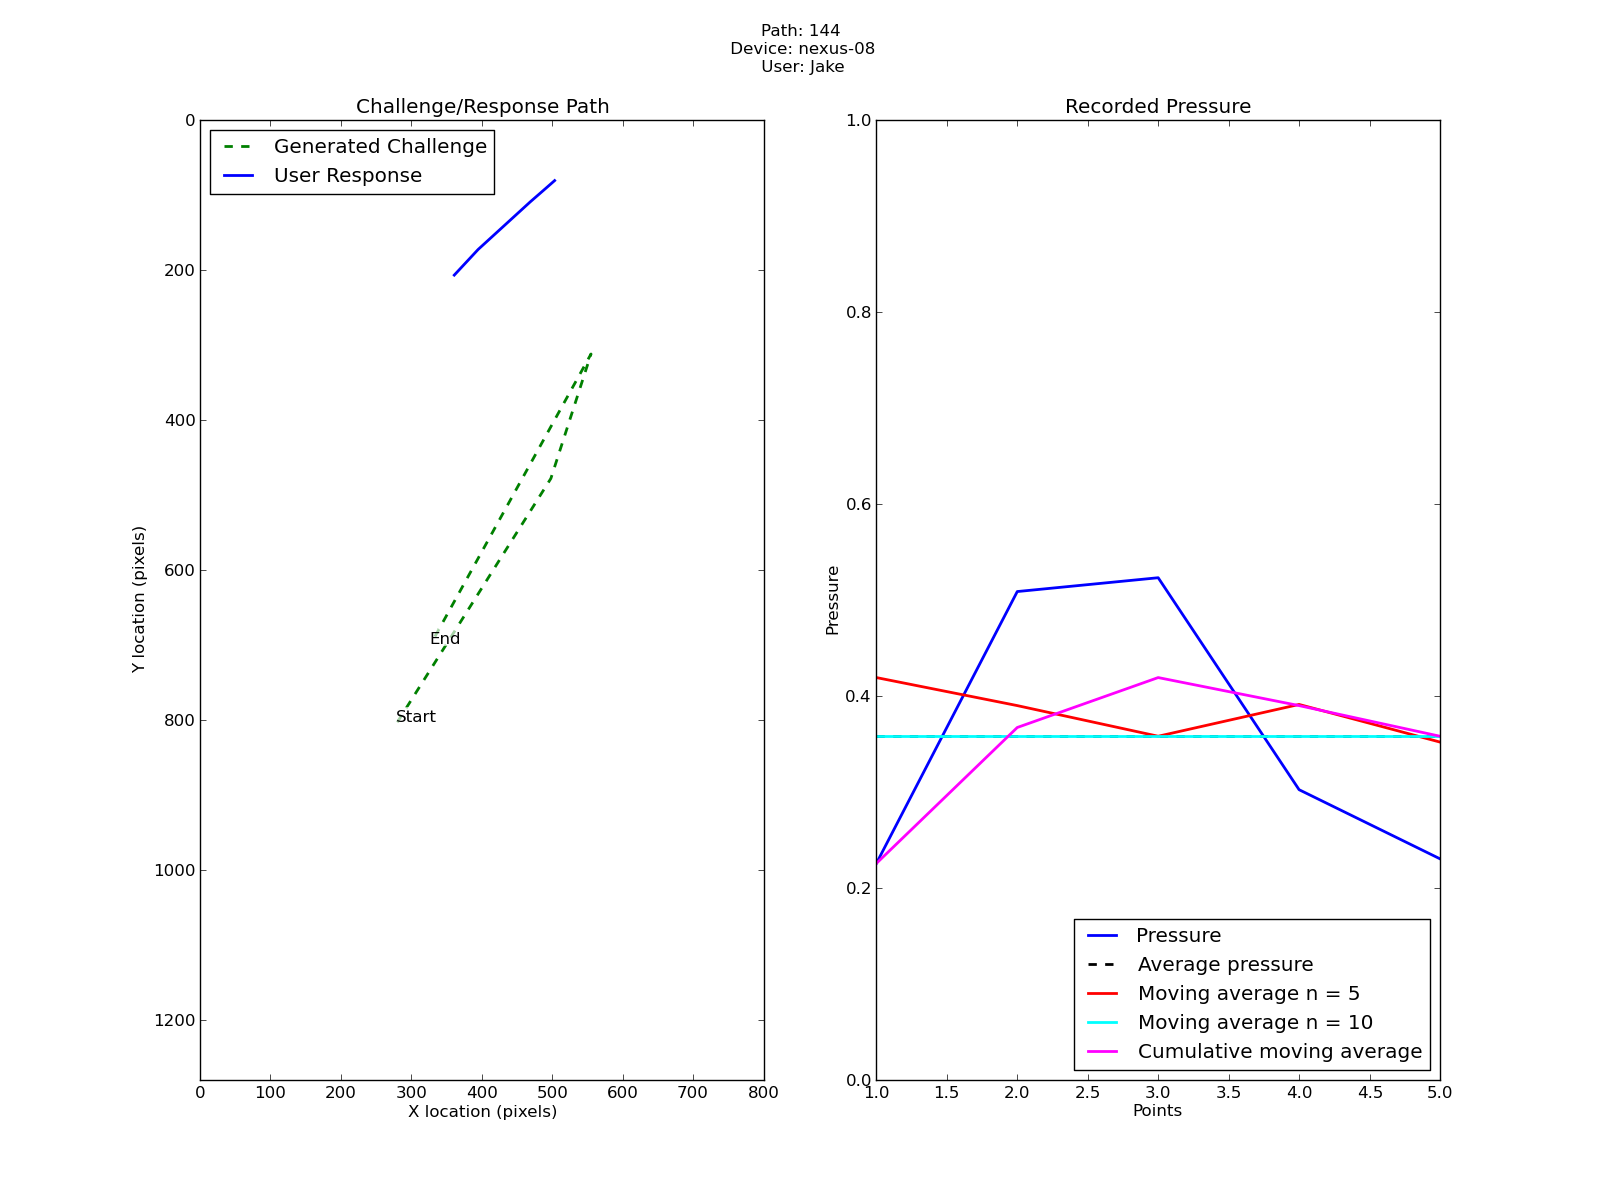 Path: 144
Device: nexus-08
User: Jake
Challenge/Response Path
Generated Challenge
User Response
0
200
400
600
800
1000
1200
Y location (pixels)
End
Start
0 100 200 300 400 500 600 700 800
X location (pixels)
Recorded Pressure
1.0
0.8
0.6
0.4
0.2
0.0
Pressure
Pressure
Average pressure
Moving average n = 5
Moving average n = 10
Cumulative moving average
1.0 1.5 2.0 2.5 3.0 3.5 4.0 4.5 5.0
Points